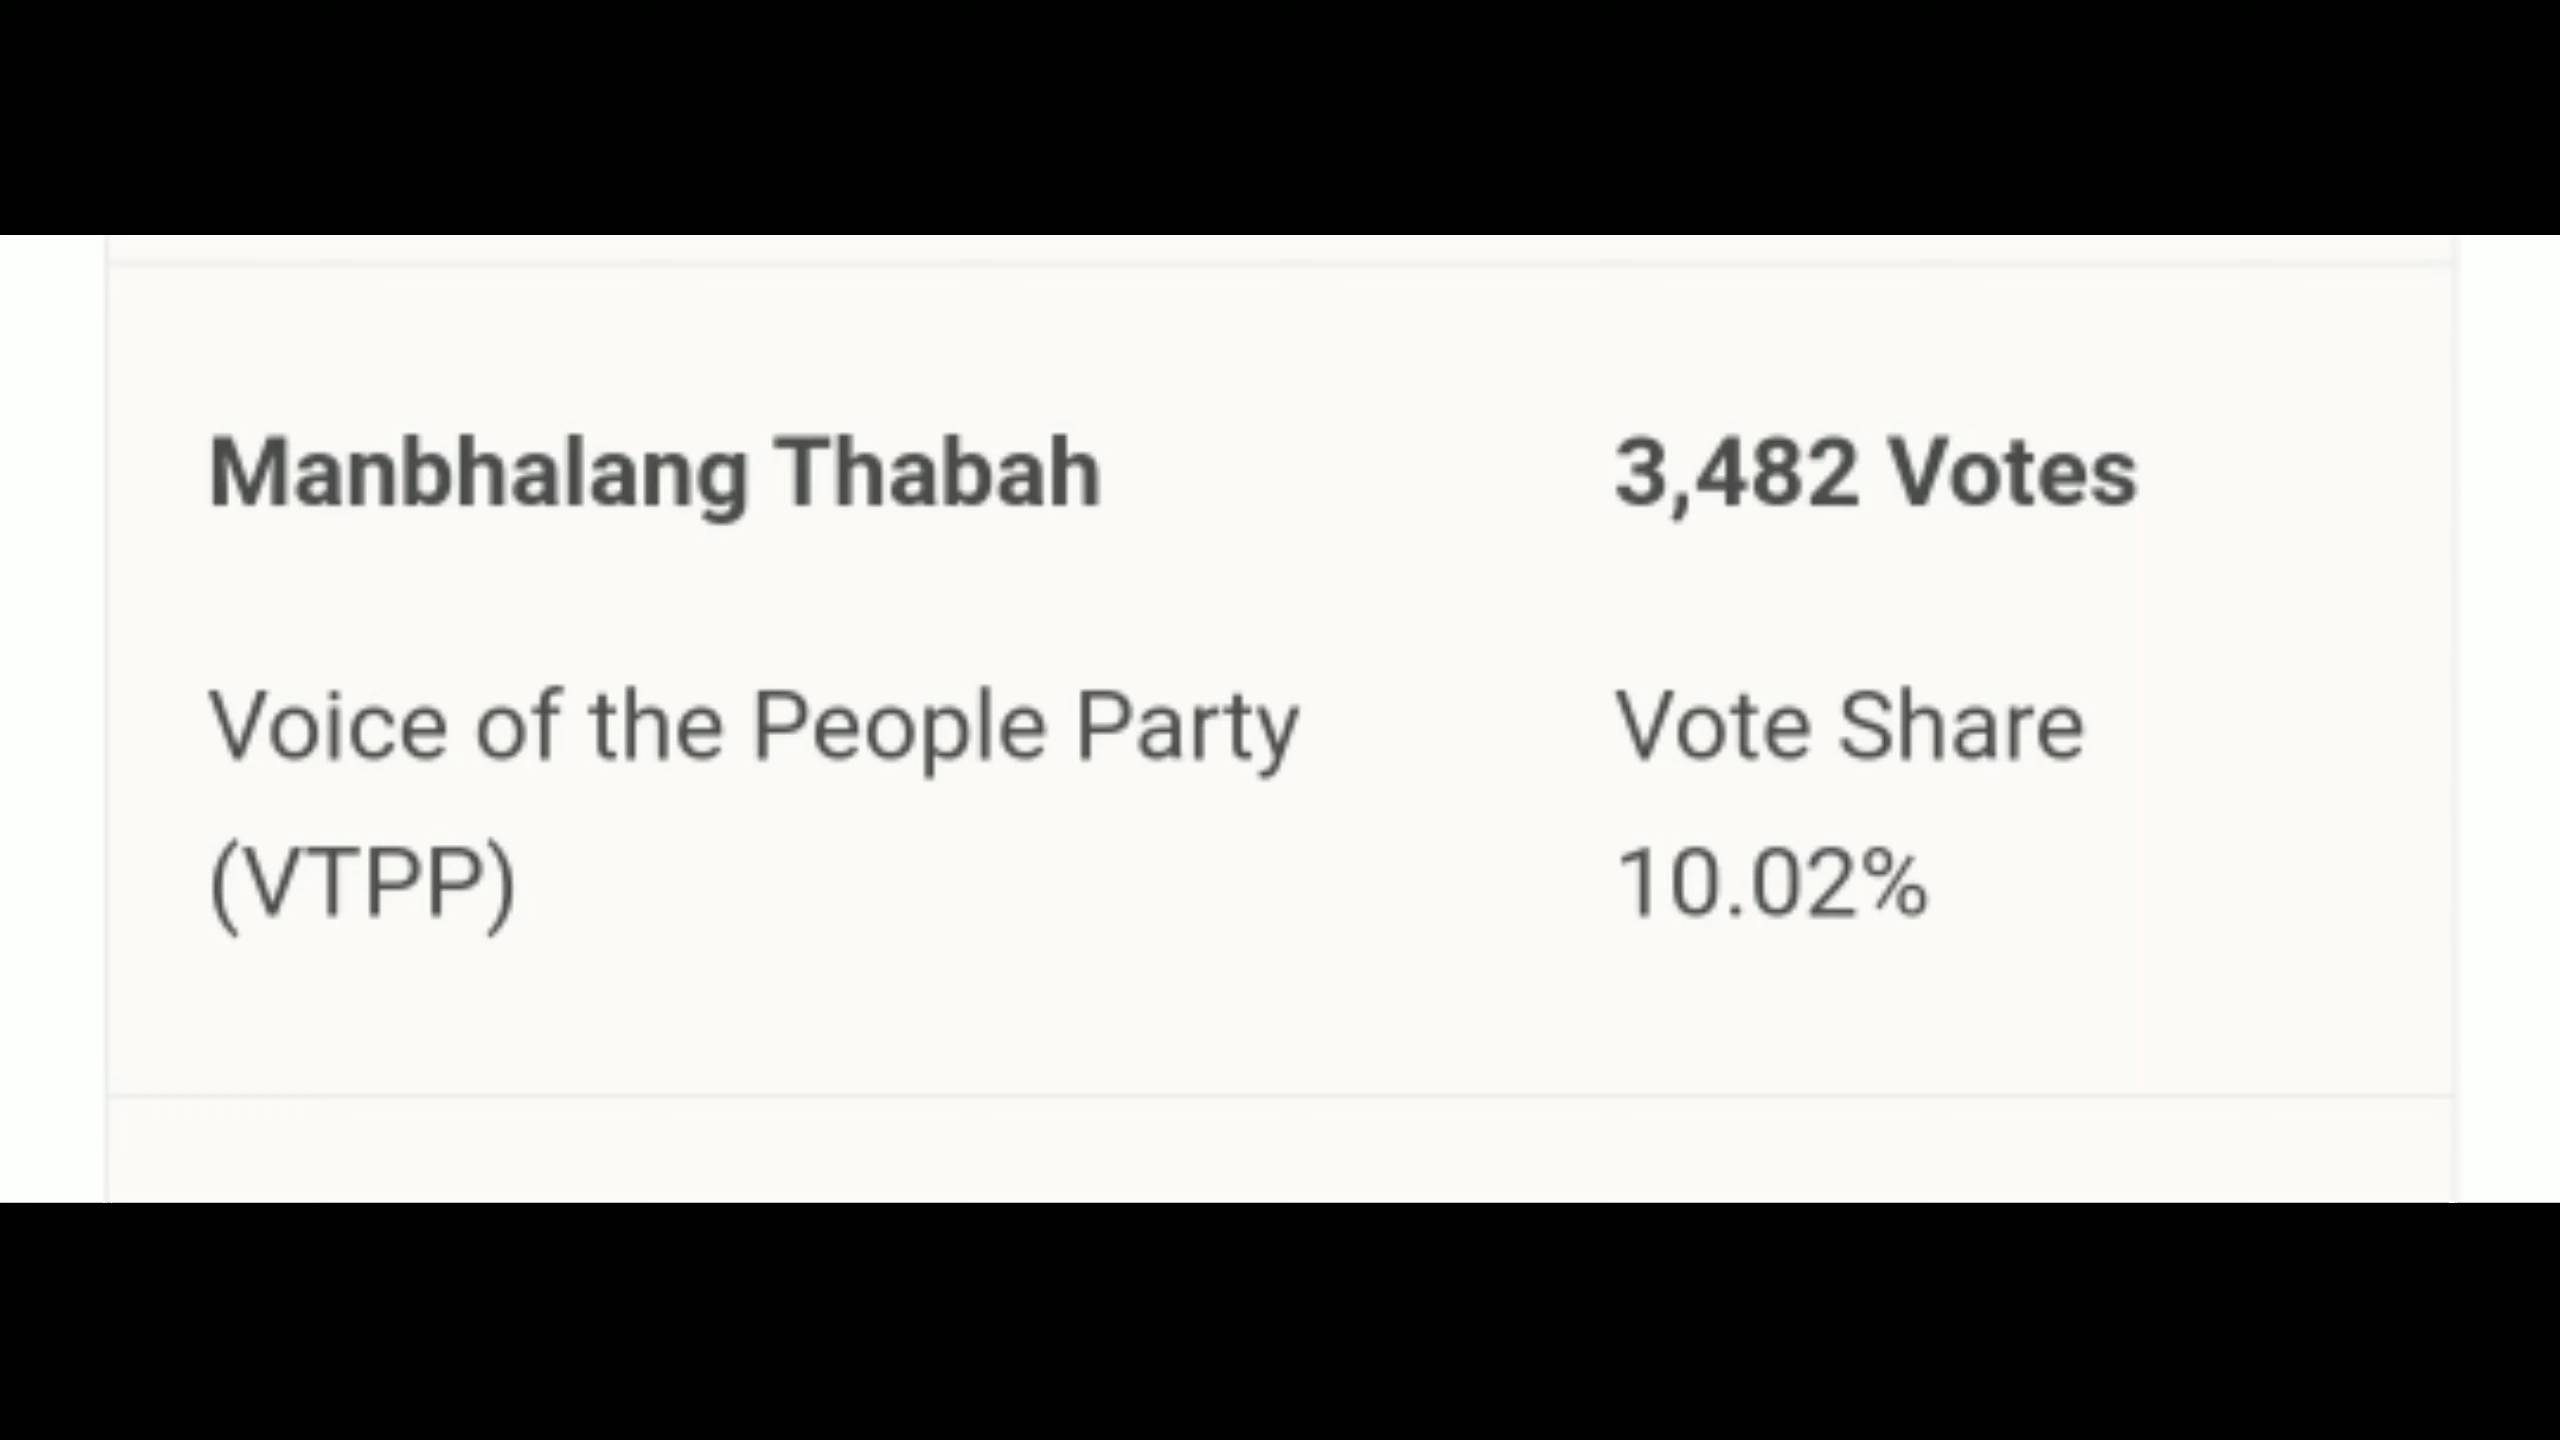 Manbhalang Thabah
3,482 Votes
Voice of the People Party
(VTPP)
Vote Share
10.02%